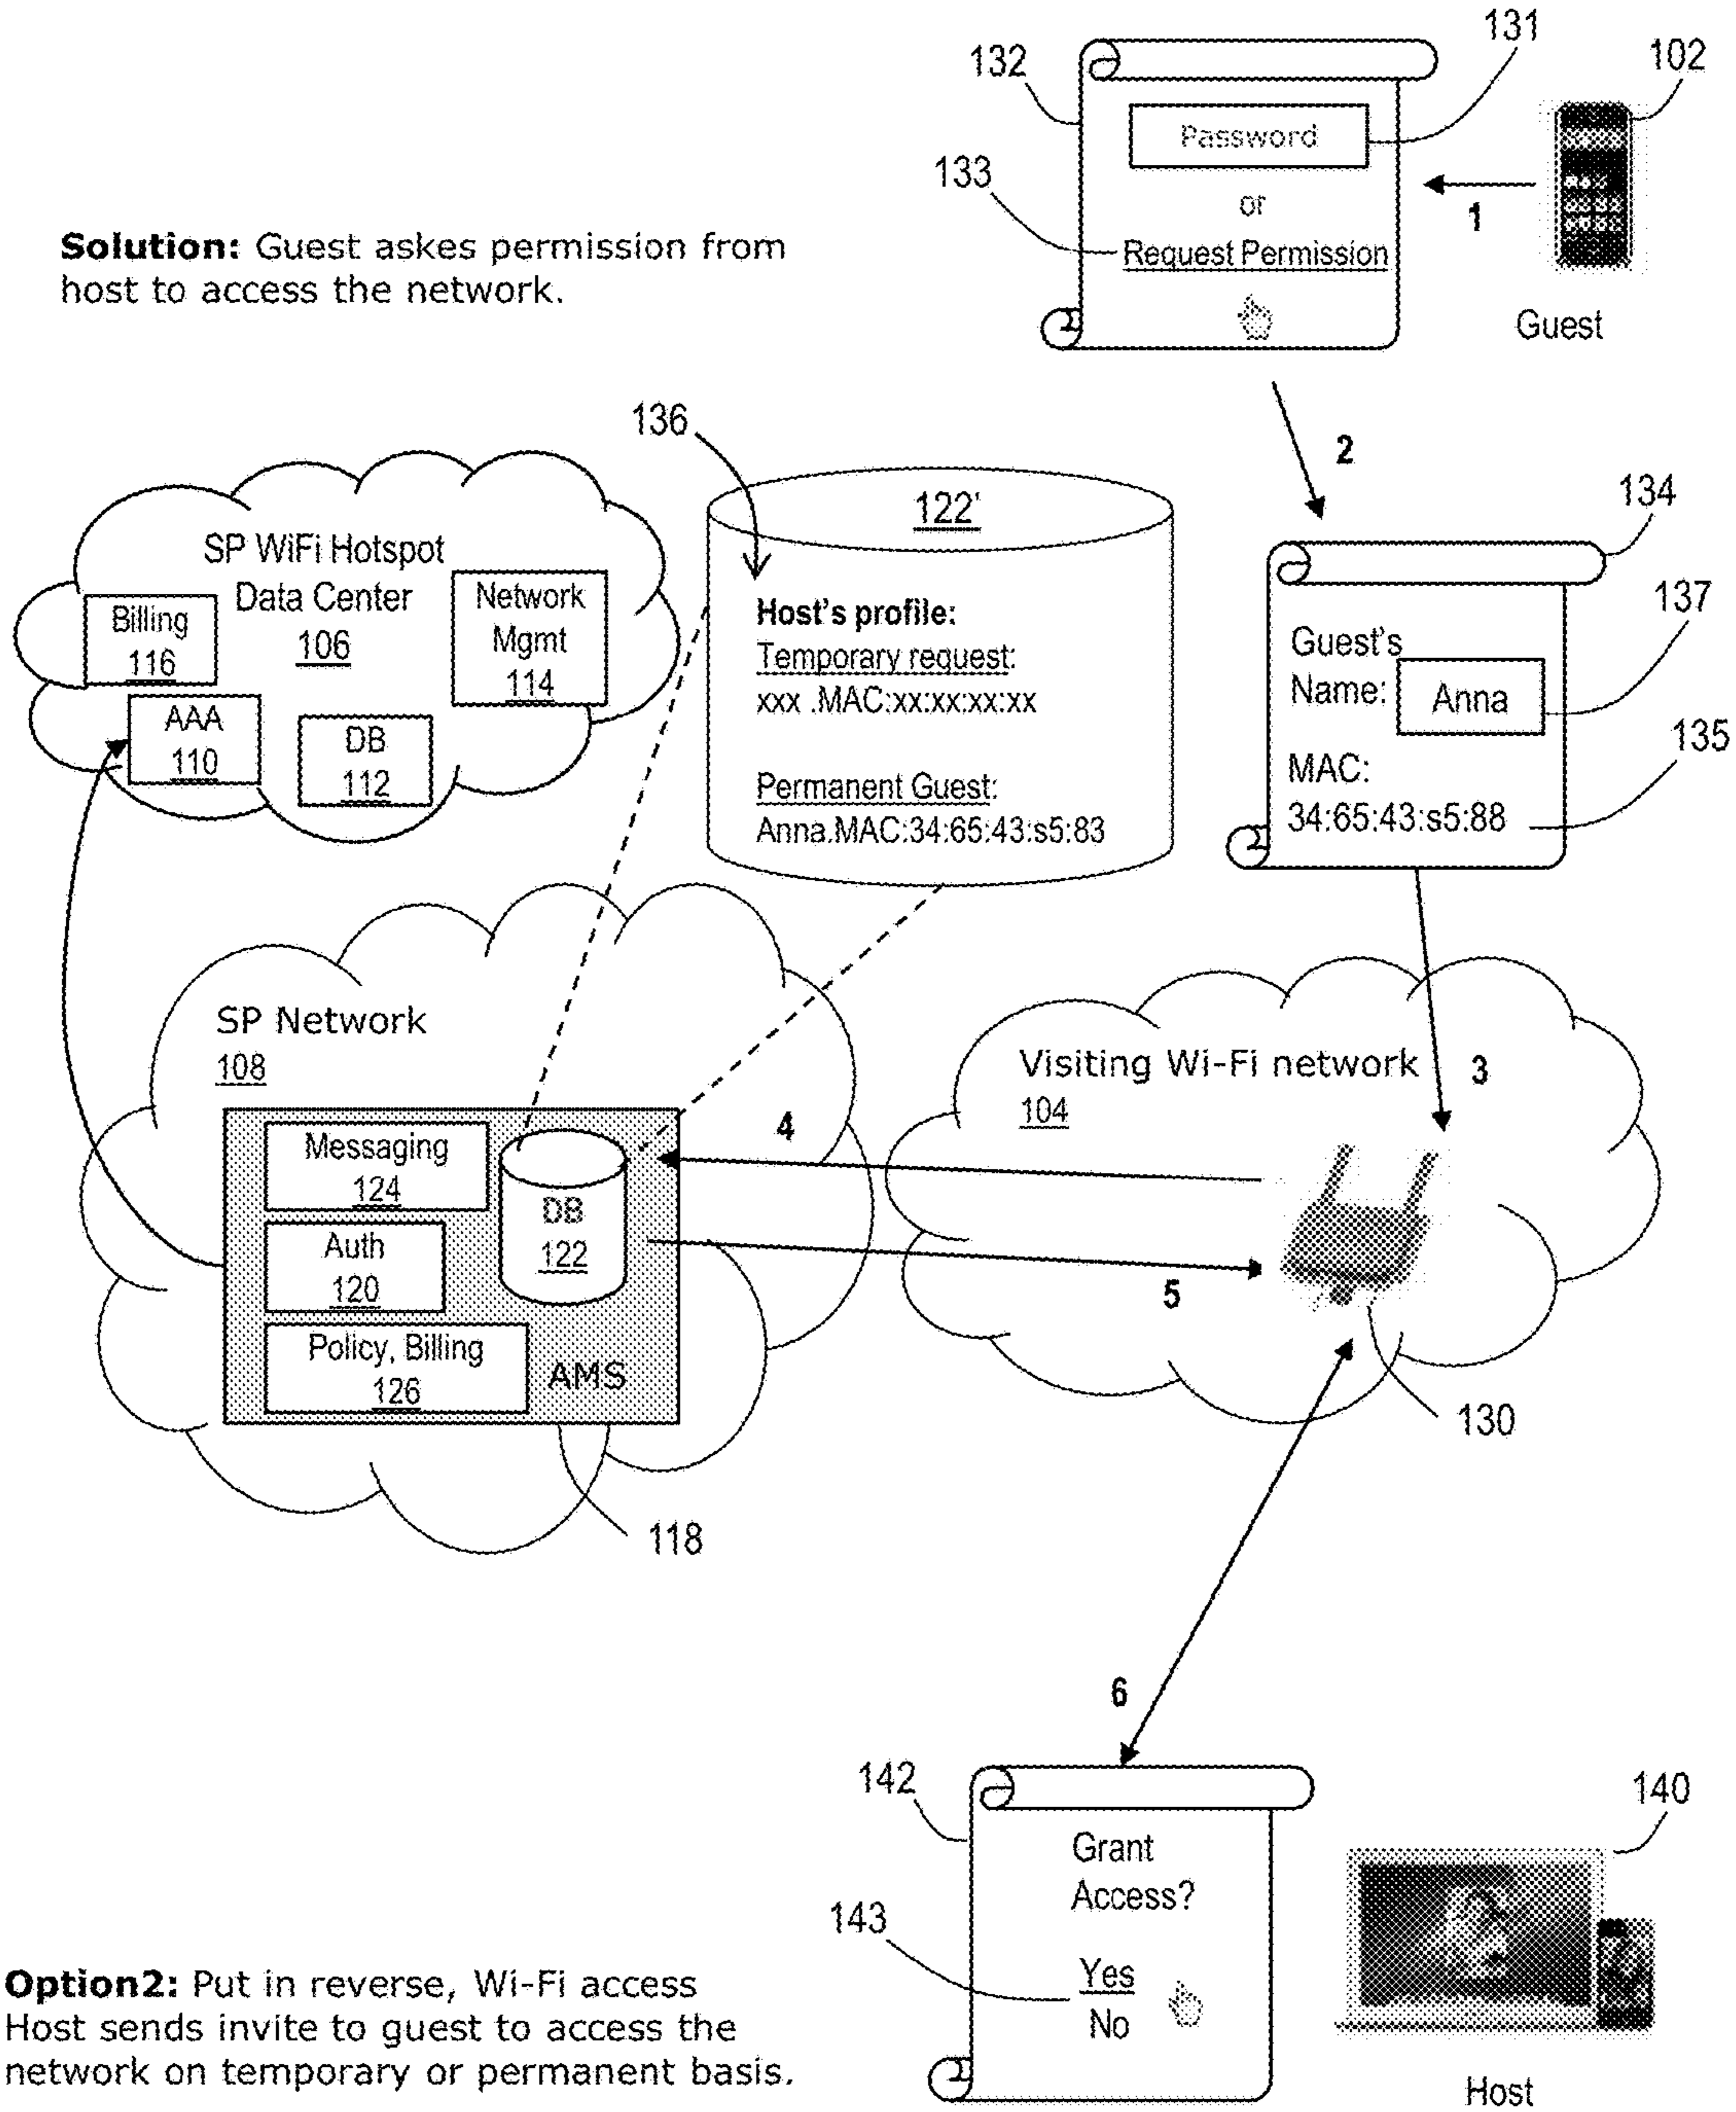 131
132
102
Password
133
or
1
Request Permission
Solution: Guest askes permission from
host to access the network.
Guest
136
2
122'
134
SP WiFi Hotspot
Data Center
106
Network
Mgmt
114
Billing
116
Host's profile:
Temporary request:
xxx .MAC:xx:xx:xx:xx
137
Guest's
Name:
Anna
AAA
110
DB
112
135
MAC:
34:65:43:s5:88
Permanent Guest:
Anna.MAC:34:65:43:s5:83
SP Network
108
Visiting Wi-Fi network
104
3
4
Messaging
124
DB
122
Auth
120
5
Policy, Billing
126
AMS
130
118
6
142
140
Grant
Access?
143
Yes
No
Option2: Put in reverse, Wi-Fi access
Host sends invite to guest to access the
network on temporary or permanent basis.
Host